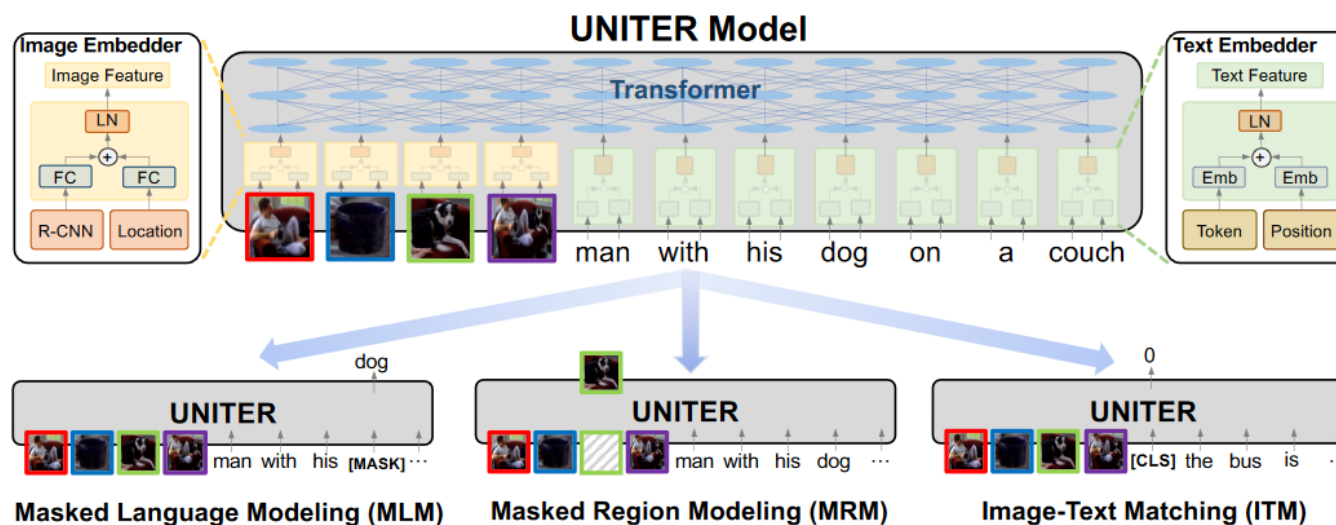 UNITER Model
Image Embedder
Image Feature
LN
+
FC FC
R-CNN Location
Transformer
man with his dog on a couch
Text Embedder
Text Feature
LN
+
Emb Emb
Token Position
dog
UNITER
man with his [MASK] ...
Masked Language Modeling (MLM)
UNITER
man with his dog ...
Masked Region Modeling (MRM)
0
UNITER
[CLS] the bus is ..
Image-Text Matching (ITM)